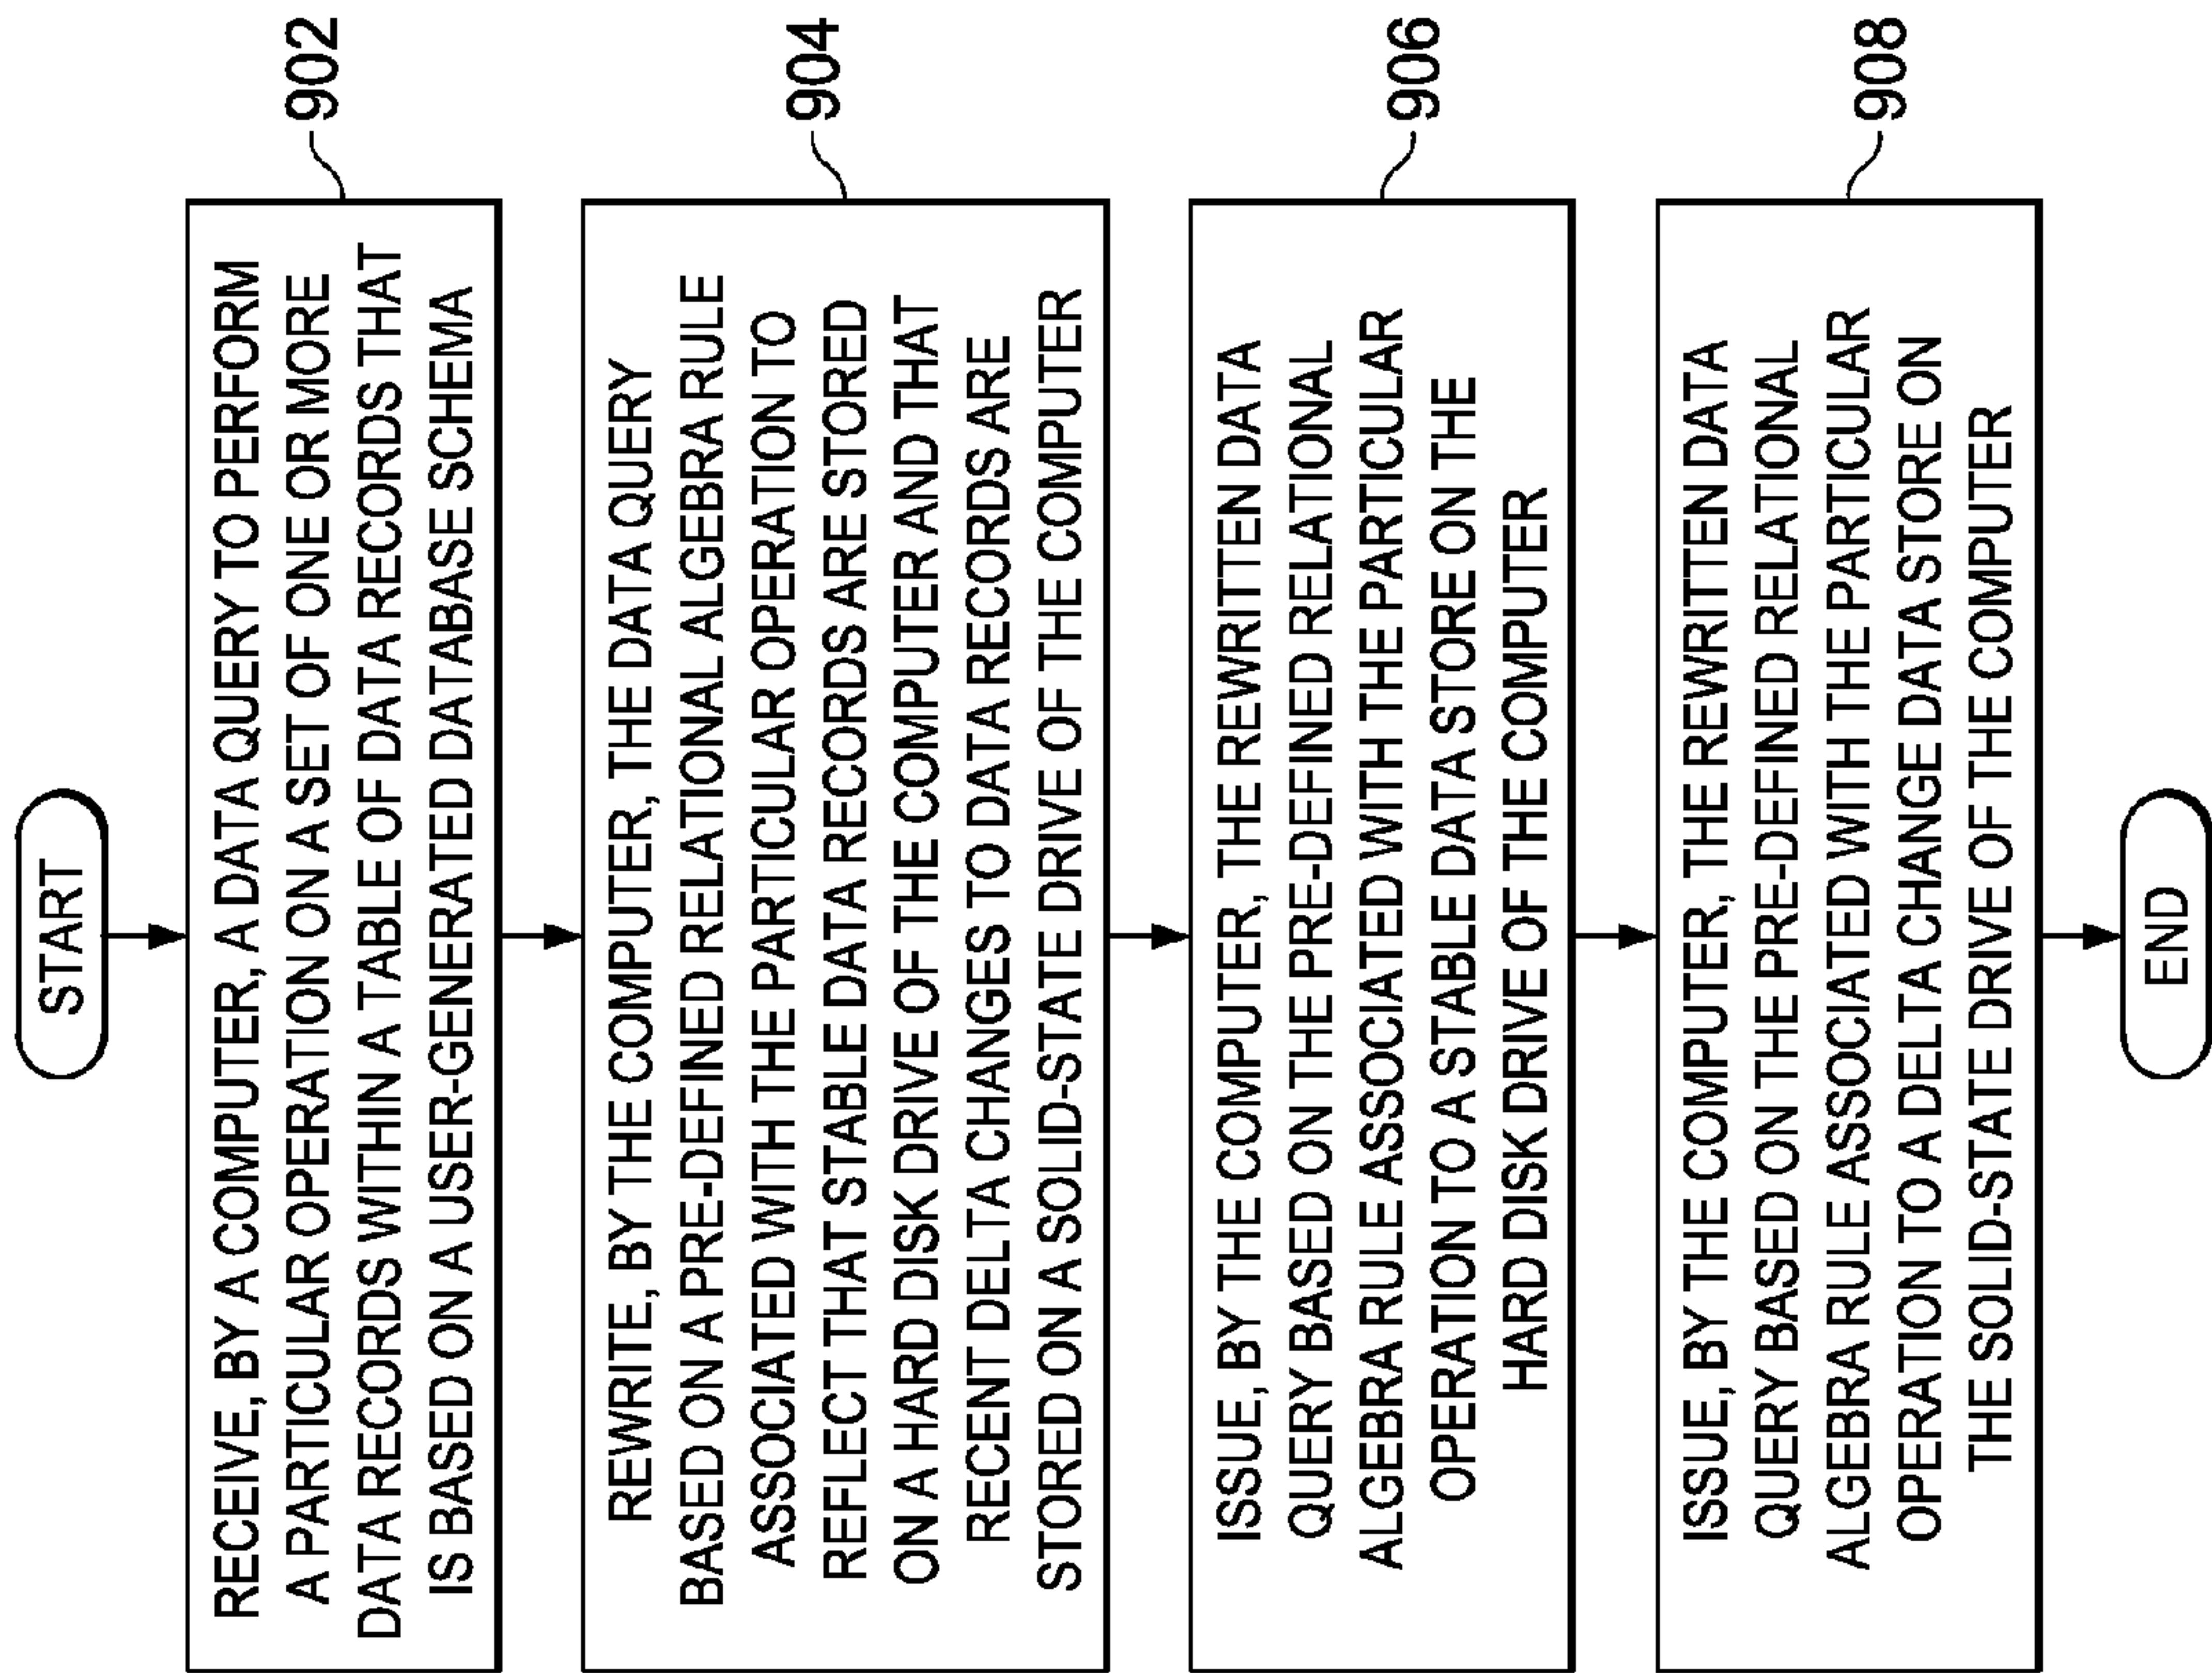 START
RECEIVE, BY A COMPUTER, A DATA QUERY TO PERFORM
A PARTICULAR OPERATION ON A SET OF ONE OR MORE
DATA RECORDS WITHIN A TABLE OF DATA RECORDS THAT
IS BASED ON A USER-GENERATED DATABASE SCHEMA
902
REWRITE, BY THE COMPUTER, THE DATA QUERY
BASED ON A PRE-DEFINED RELATIONAL ALGEBRA RULE
ASSOCIATED WITH THE PARTICULAR OPERATION TO
REFLECT THAT STABLE DATA RECORDS ARE STORED
ON A HARD DISK DRIVE OF THE COMPUTER AND THAT
RECENT DELTA CHANGES TO DATA RECORDS ARE
STORED ON A SOLID-STATE DRIVE OF THE COMPUTER
904
ISSUE, BY THE COMPUTER, THE REWRITTEN DATA
QUERY BASED ON THE PRE-DEFINED RELATIONAL
ALGEBRA RULE ASSOCIATED WITH THE PARTICULAR
OPERATION TO A STABLE DATA STORE ON THE
HARD DISK DRIVE OF THE COMPUTER
906
ISSUE, BY THE COMPUTER, THE REWRITTEN DATA
QUERY BASED ON THE PRE-DEFINED RELATIONAL
ALGEBRA RULE ASSOCIATED WITH THE PARTICULAR
OPERATION TO A DELTA CHANGE DATA STORE ON
THE SOLID-STATE DRIVE OF THE COMPUTER
908
END